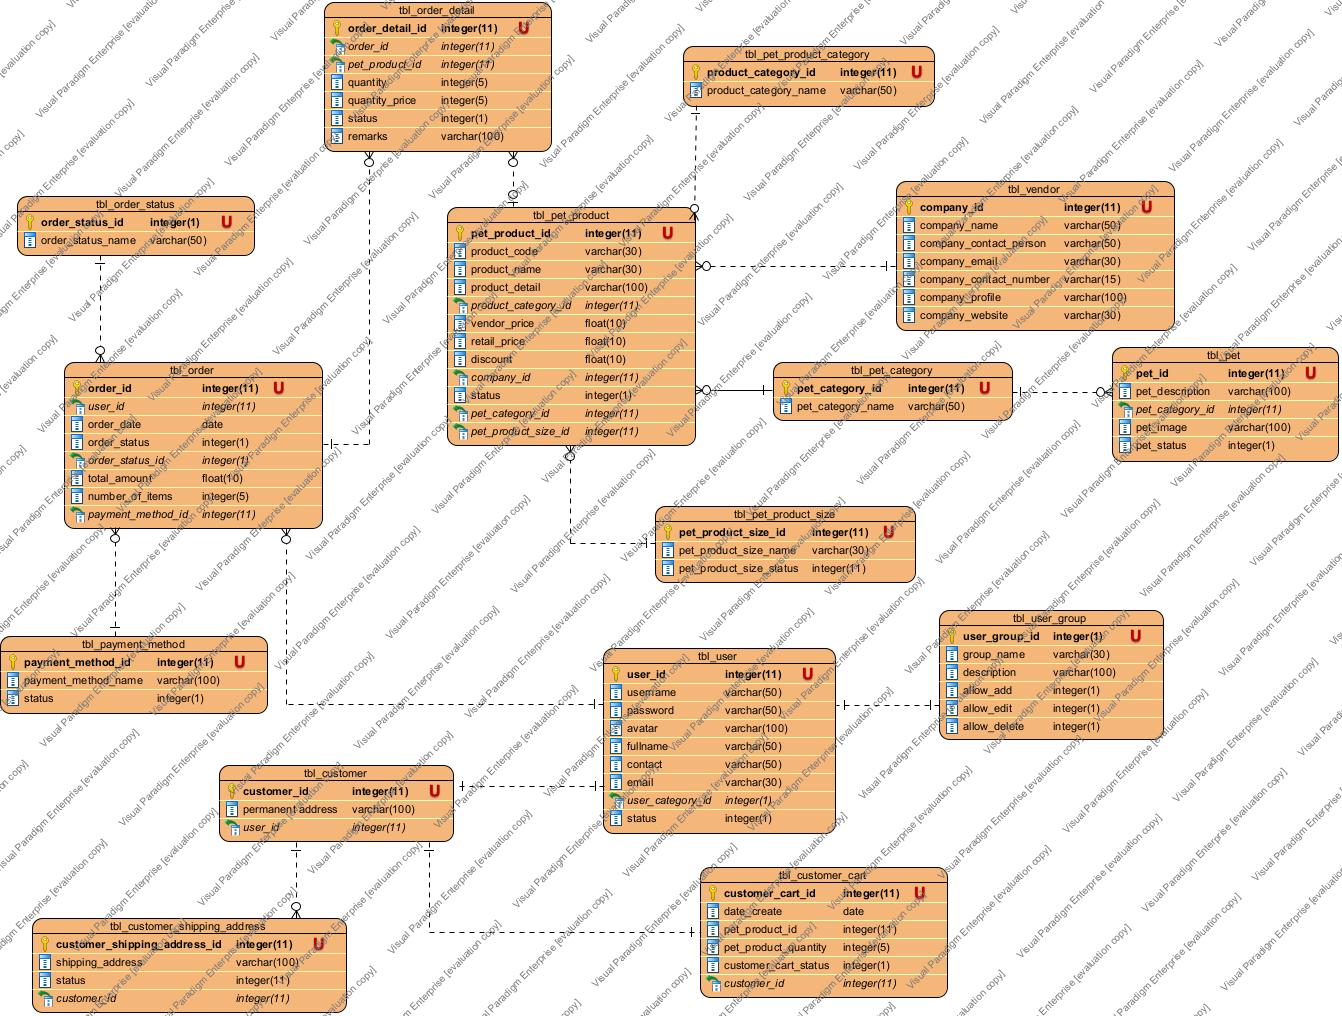 tbl_order_detail
order_detail_id integer(11) U
order_id integer(11)
pet_product_id integer(11)
quantity integer(5)
quantity_price integer(5)
status integer(1)
remarks varchar(100)
tbl_pet_product_category
product_category_id integer(11) U
product_category_name varchar(50)
tbl_order_status
order_status_id integer(1) U
order_status_name varchar(50)
tbl_pet_product
pet_product_id integer(11) U
product_code varchar(30)
product_name varchar(30)
product_detail varchar(100)
product_category_id integer(11)
vendor_price float(10)
retail_price float(10)
discount float(10)
company_id integer(11)
status integer(1)
pet_category_id integer(11)
pet_product_size_id integer(11)
tbl_vendor
company_id integer(11) U
company_name varchar(50)
company_contact_person varchar(50)
company_email varchar(30)
company_contact_number varchar(15)
company_profile varchar(100)
company_website varchar(30)
tbl_order
order_id integer(11) U
user_id integer(11)
order_date date
order_status integer(1)
order_status_id integer(1)
total_amount float(10)
number_of_items integer(5)
payment_method_id integer(11)
tbl_pet_category
pet_category_id integer(11) U
pet_category_name varchar(50)
tbl_pet
pet_id integer(11) U
pet_description varchar(100)
pet_category_id integer(11)
pet_image varchar(100)
pet_status integer(1)
tbl_pet_product_size
pet_product_size_id integer(11) U
pet_product_size_name varchar(30)
pet_product_size_status integer(11)
tbl_payment_method
payment_method_id integer(11) U
payment_method_name varchar(100)
status integer(1)
tbl_user
user_id integer(11) U
username varchar(50)
password varchar(50)
avatar varchar(100)
fullname varchar(50)
contact varchar(50)
email varchar(30)
user_category_id integer(1)
status integer(1)
tbl_user_group
user_group_id integer(1) U
group_name varchar(30)
description varchar(100)
allow_add integer(1)
allow_edit integer(1)
allow_delete integer(1)
tbl_customer
customer_id integer(11) U
permanent address varchar(100)
user_id integer(11)
tbl_customer_cart
customer_cart_id integer(11) U
date_create date
pet_product_id integer(11)
pet_product_quantity integer(5)
customer_cart_status integer(1)
customer_id integer(11)
tbl_customer_shipping_address
customer_shipping_address_id integer(11) U
shipping_address varchar(100)
status integer(11)
customer_id integer(11)
Visual Paradigm Enterprise [evaluation copy]